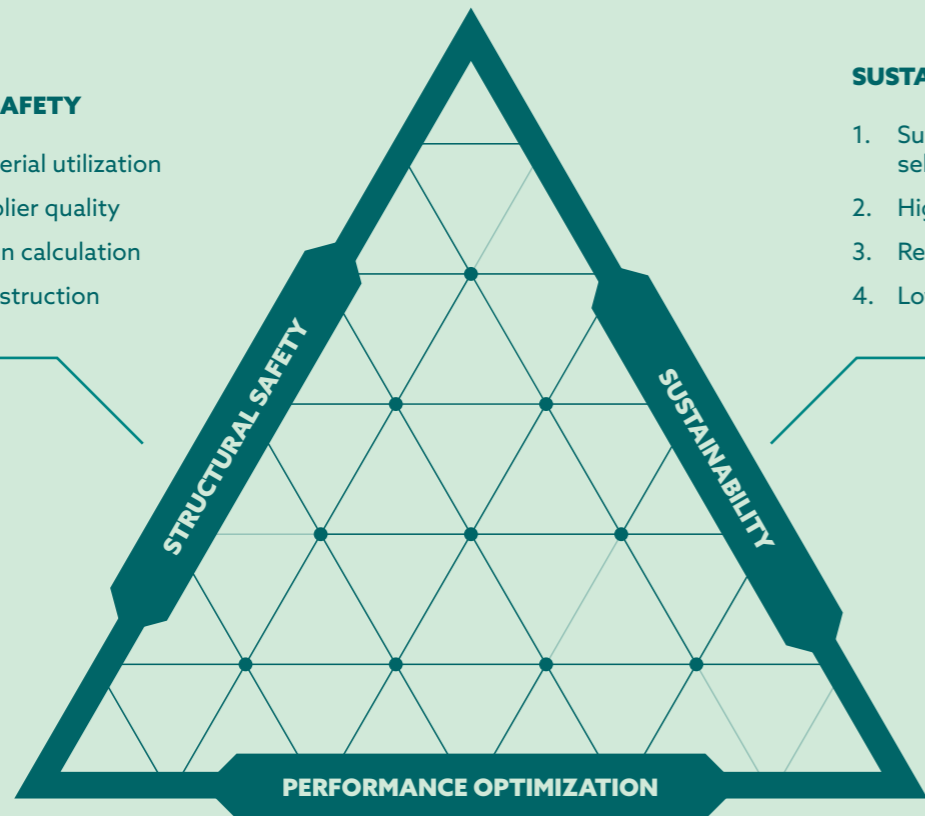 AFETY
erial utilization
lier quality
n calculation
struction
SUSTA
1. Su
sel
2. Hig
3. Re
4. Lo
STRUCTURAL SAFETY
SUSTAINABILITY
PERFORMANCE OPTIMIZATION